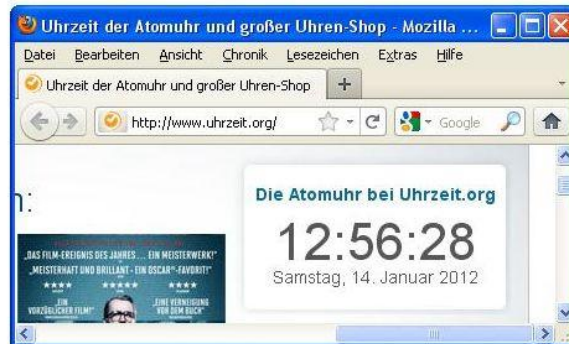 Uhrzeit der Atomuhr und großer Uhren-Shop - Mozilla ...
Datei Bearbeiten Ansicht Chronik Lesezeichen Extras Hilfe
Uhrzeit der Atomuhr und großer Uhren-Shop
http://www.uhrzeit.org/ Google
n:
Die Atomuhr bei Uhrzeit.org
12:56:28
Samstag, 14. Januar 2012
„DAS FILM-EREIGNIS DES JAHRES ... EIN MEISTERWERK!"
„MEISTERHAFT UND BRILLANT - EIN OSCAR®-FAVORIT!"
„EIN
VORZÜGLICHER FILM!"
„EINE VERNEIGUNG
VOR DEM BUCH"